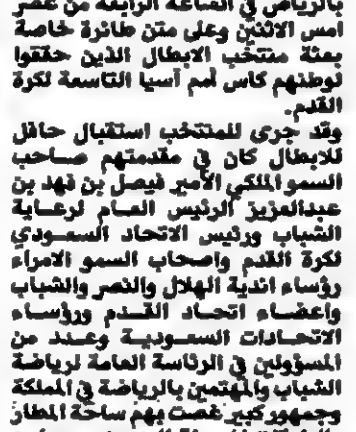 بالرياض في الساعة الرابعة من عصر
امس الاثنين وعلى متن طائرة خاصة
بعثة منتخب الابطال الذين حققوا
لوطنهم كاس أمم آسيا التاسعة لكرة
القدم.
وقد جرى للمنتخب استقبال حافل
للابطال كان في مقدمتهم صاحب
السمو الملكي الأمير فيصل بن فهد بن
عبدالعزيز الرئيس العام لرعاية
الشباب ورئيس الاتحاد السعودي
لكرة القدم واصحاب السمو الامراء
رؤساء اندية الهلال والنصر والشباب
واعضاء اتحاد القدم ورؤساء
الاتحادات السعودية وعدد من
المسؤولين في الرئاسة العامة لرياضة
الشباب والمهتمين بالرياضة في المملكة
وجمهور كبير غصت بهم ساحة المطار